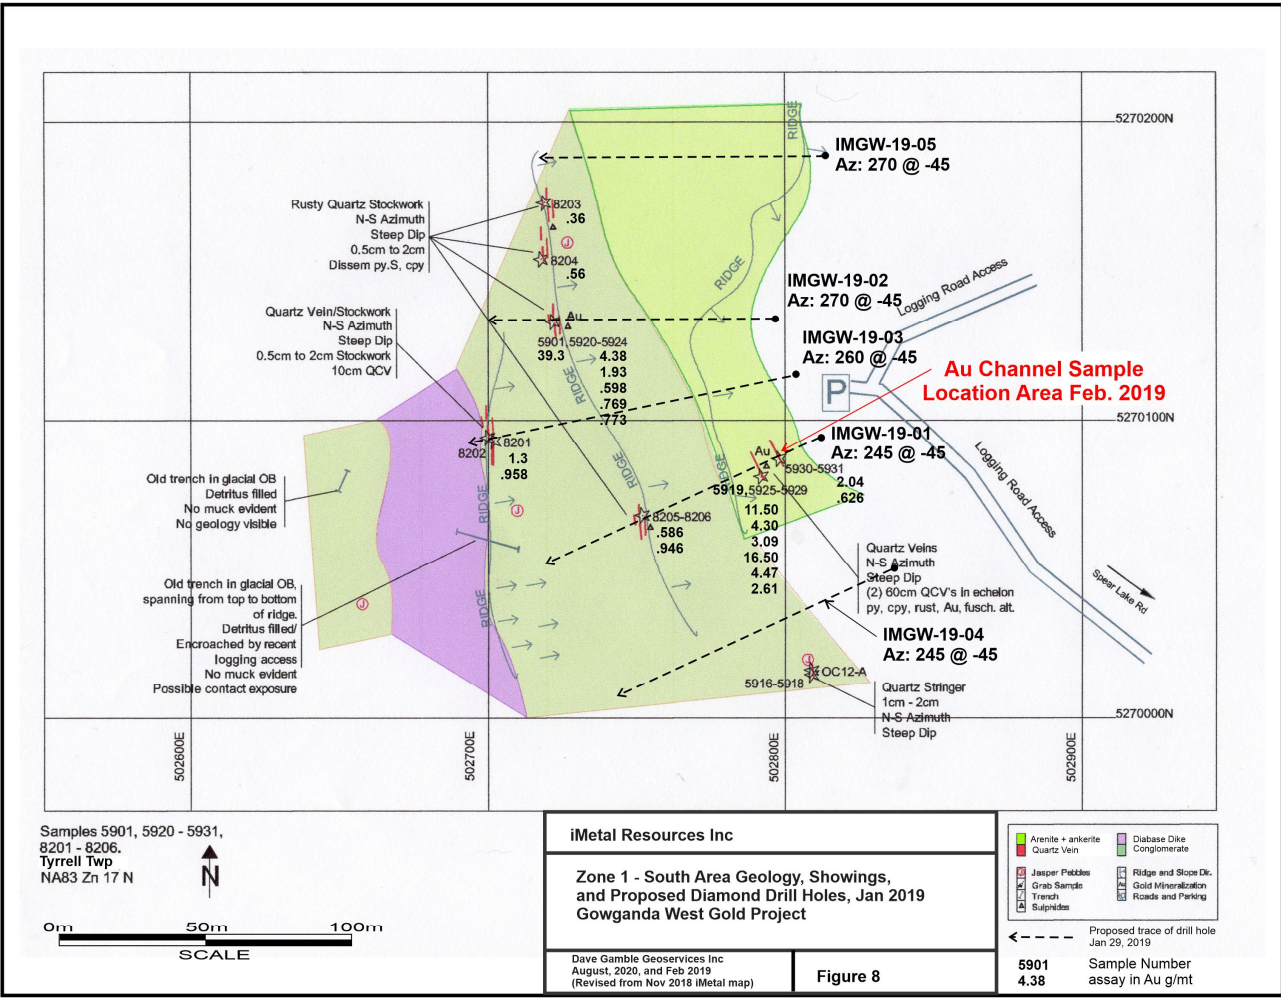 5270200N
RIDGE
IMGW-19-05
Az: 270 @ -45
Rusty Quartz Stockwork
N-S Azimuth
Steep Dip
0.5cm to 2cm
Dissem py.S, cpy
8203
.36
J
8204
.56
RIDGE
IMGW-19-02
Az: 270 @ -45
Logging Road Access
Quartz Vein/Stockwork
N-S Azimuth
Steep Dip
0.5cm to 2cm Stockwork
10cm QCV
Au
5901,5920-5924
39.3
4.38
1.93
.598
.769
.773
RIDGE
IMGW-19-03
Az: 260 @ -45
P
Au Channel Sample
Location Area Feb. 2019
5270100N
8201
8202
1.3
.958
IMGW-19-01
Az: 245 @ -45
Au
5930-5931
2.04
.626
5919,5925-5929
11.50
4.30
3.09
16.50
4.47
2.61
RIDGE
RIDGE
RIDGE
Logging Road Access
Old trench in glacial OB
Detritus filled
No muck evident
No geology visible
J
8205-8206
.586
.946
Quartz Veins
N-S Azimuth
Steep Dip
(2) 60cm QCV's in echelon
py, cpy, rust, Au, fusch. alt.
Spear Lake Rd
Old trench in glacial OB,
spanning from top to bottom
of ridge.
Detritus filled/
Encroached by recent
logging access
No muck evident
Possible contact exposure
J
RIDGE
IMGW-19-04
Az: 245 @ -45
J
OC12-A
5916-5918
Quartz Stringer
1cm - 2cm
N-S Azimuth
Steep Dip
5270000N
502600E
502700E
502800E
502900E
Samples 5901, 5920 - 5931,
8201 - 8206.
Tyrrell Twp
NA83 Zn 17 N
N
0m 50m 100m
SCALE
iMetal Resources Inc
Zone 1 - South Area Geology, Showings,
and Proposed Diamond Drill Holes, Jan 2019
Gowganda West Gold Project
Dave Gamble Geoservices Inc
August, 2020, and Feb 2019
(Revised from Nov 2018 iMetal map)
Figure 8
Arenite + ankerite
Quartz Vein
Diabase Dike
Conglomerate
Jasper Pebbles
Grab Sample
Trench
Sulphides
Ridge and Slope Dir.
Au Gold Mineralization
Roads and Parking
Proposed trace of drill hole
Jan 29, 2019
5901 Sample Number
4.38 assay in Au g/mt